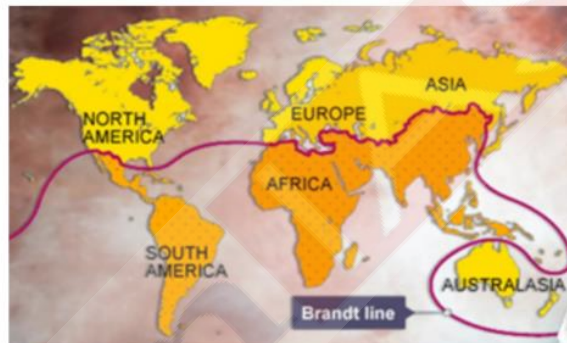 NORTH
AMERICA
EUROPE
ASIA
AFRICA
SOUTH
AMERICA
AUSTRALASIA
Brandt line